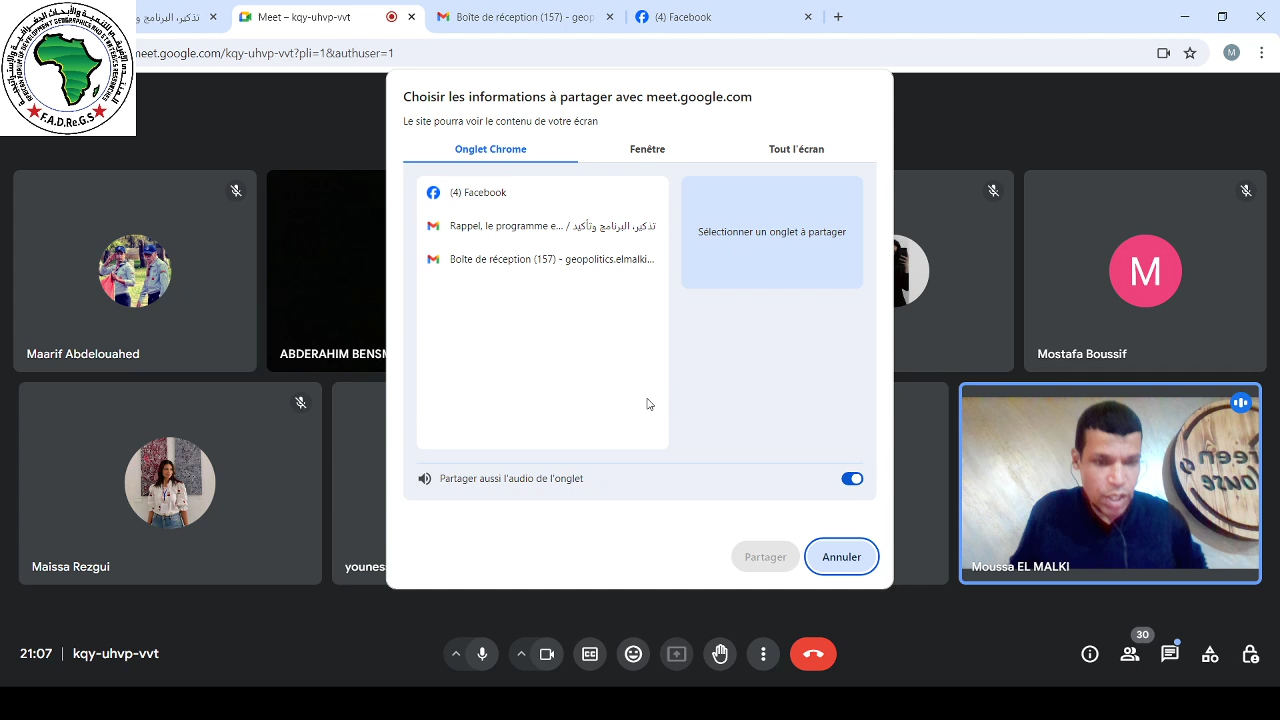 تذكير، البرنامج و
Meet – kqy-uhvp-vvt
Boîte de réception (157) - geop
(4) Facebook
meet.google.com/kqy-uhvp-vvt?pli=1&authuser=1
M
F.A.D.Re.G.S
Choisir les informations à partager avec meet.google.com
Le site pourra voir le contenu de votre écran
Onglet Chrome
Fenêtre
Tout l'écran
(4) Facebook
Rappel, le programme e... / تذكير، البرنامج وتأكيد
Boîte de réception (157) - geopolitics.elmalki...
Sélectionner un onglet à partager
Partager aussi l'audio de l'onglet
Partager
Annuler
Maarif Abdelouahed
ABDERAHIM BENSM
M
Mostafa Boussif
Maissa Rezgui
younes
Moussa EL MALKI
21:07
kqy-uhvp-vvt
30